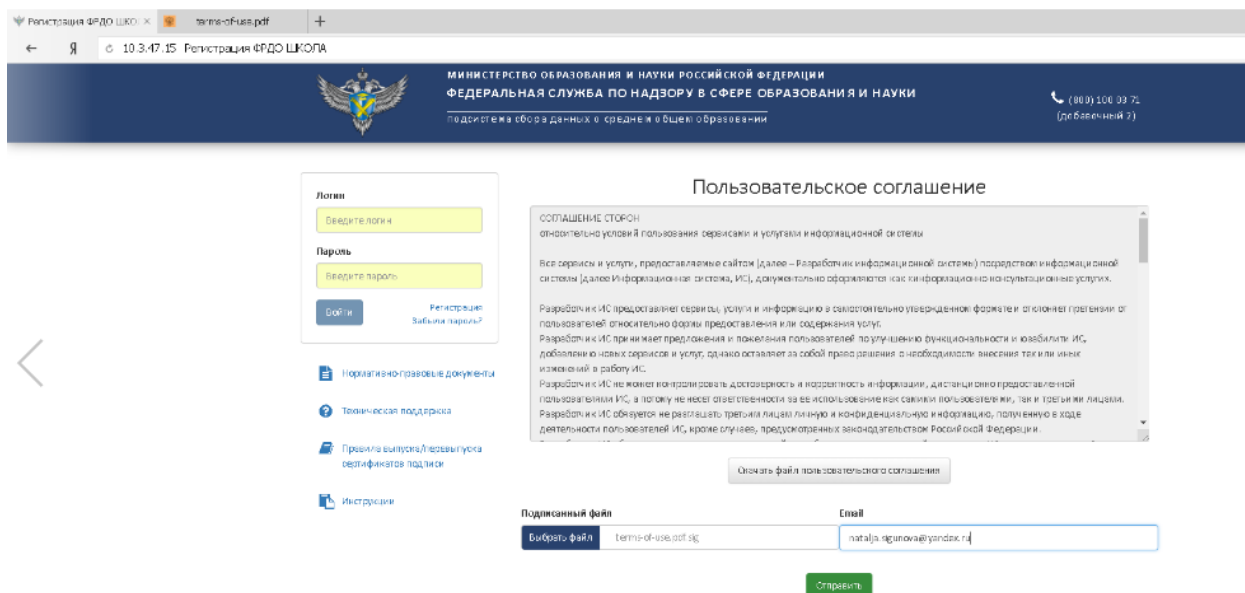 Регистрация ФРДО ШКО
terms-of-use.pdf
10.3.47.15 Регистрация ФРДО ШКОЛА
МИНИСТЕРСТВО ОБРАЗОВАНИЯ И НАУКИ РОССИЙСКОЙ ФЕДЕРАЦИИ
ФЕДЕРАЛЬНАЯ СЛУЖБА ПО НАДЗОРУ В СФЕРЕ ОБРАЗОВАНИЯ И НАУКИ
подсистема сбора данных о среднем общем образовании
(800) 100 03 71
(добавочный 2)
Логин
Введите логин
Пароль
Введите пароль
Войти
Регистрация
Забыли пароль?
Нормативно-правовые документы
Техническая поддержка
Правила выпуска/перевыпуска
сертификатов подписи
Инструкции
Пользовательское соглашение
СОГЛАШЕНИЕ СТОРОН
относительно условий пользования сервисами и услугами информационной системы
Все сервисы и услуги, предоставляемые сайтом (далее – Разработчик информационной системы) посредством информационной
системы (далее Информационная система, ИС), документально оформляются как «информационно-консультационные услуги».
Разработчик ИС предоставляет сервисы, услуги и информацию в самостоятельно утвержденном формате и отклоняет претензии от
пользователей относительно формы предоставления или содержания услуг.
Разработчик ИС принимает предложения и пожелания пользователей по улучшению функциональности и юзабилити ИС,
добавлению новых сервисов и услуг, однако оставляет за собой право решения о необходимости внесения тех или иных
изменений в работу ИС.
Разработчик ИС не может контролировать достоверность и корректность информации, дистанционно предоставленной
пользователями ИС, а потому не несет ответственности за ее использование как самими пользователями, так и третьими лицами.
Разработчик ИС обязуется не разглашать третьим лицам личную и конфиденциальную информацию, полученную в ходе
деятельности пользователей ИС, кроме случаев, предусмотренных законодательством Российской Федерации.
Скачать файл пользовательского соглашения
Подписанный файл
Email
Выбрать файл
terms-of-use.pdf.sig
natalja.sigunova@yandex.ru
Отправить